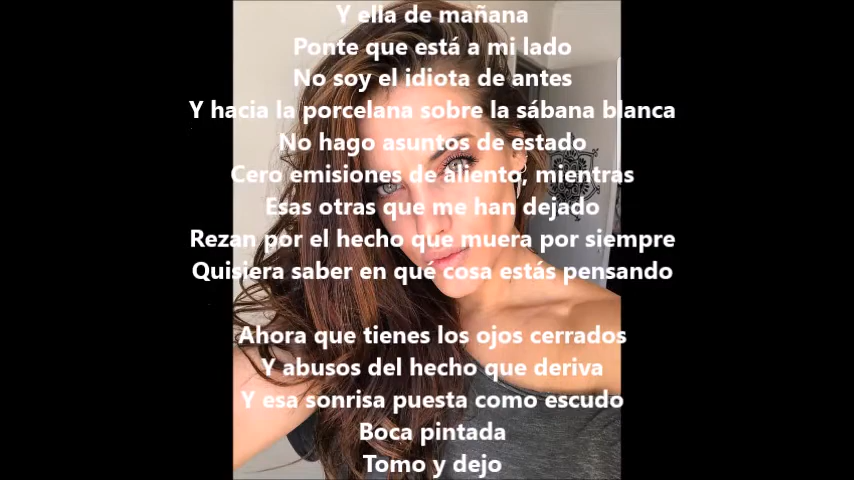 Y ella de mañana
Ponte que está a mi lado
No soy el idiota de antes
Y hacia la porcelana sobre la sábana blanca
No hago asuntos de estado
Cero emisiones de aliento, mientras
Esas otras que me han dejado
Rezan por el hecho que muera por siempre
Quisiera saber en qué cosa estás pensando
Ahora que tienes los ojos cerrados
Y abusos del hecho que deriva
Y esa sonrisa puesta como escudo
Boca pintada
Tomo y dejo